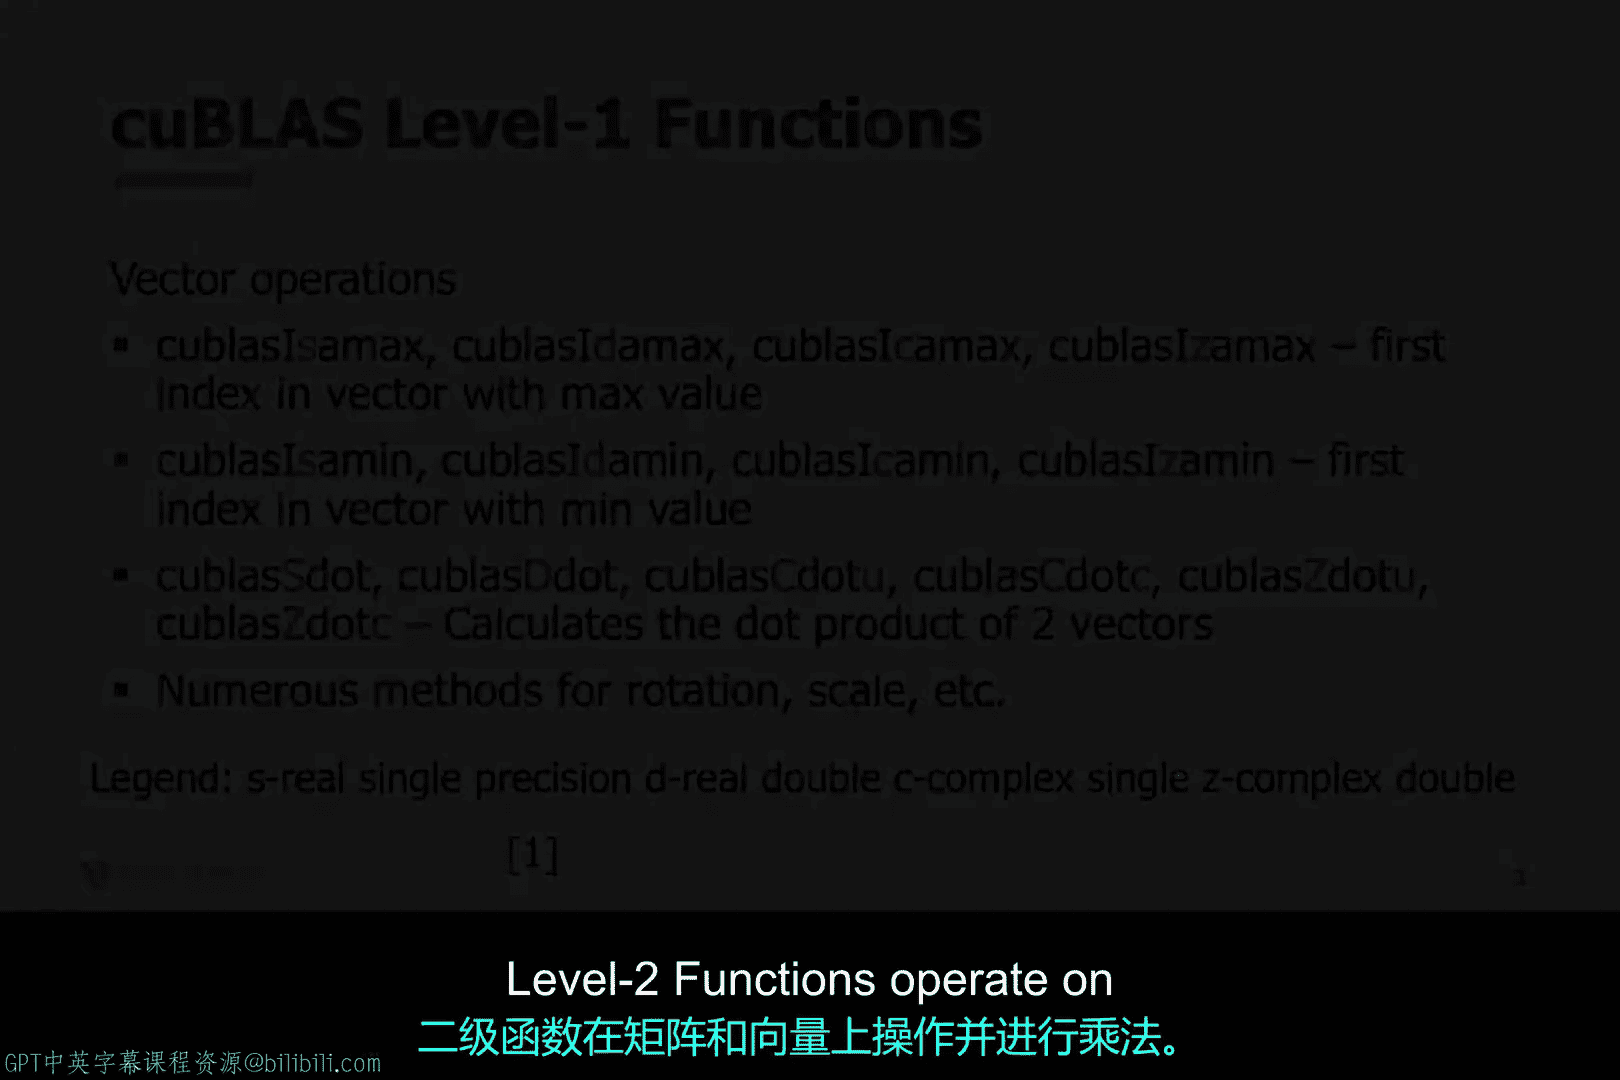 cuBLAS Level-1 Functions
Vector operations
▪ cublasIsamax, cublasIdamax, cublasIcamax, cublasIzamax – first
index in vector with max value
▪ cublasIsamin, cublasIdamin, cublasIcamin, cublasIzamin – first
index in vector with min value
▪ cublasSdot, cublasDdot, cublasCdotu, cublasCdotc, cublasZdotu,
cublasZdotc – Calculates the dot product of 2 vectors
▪ Numerous methods for rotation, scale, etc.
Legend: s-real single precision d-real double c-complex single z-complex double
[1]
Level-2 Functions operate on
二级函数在矩阵和向量上操作并进行乘法。
GPT中英字幕课程资源@bilibili.com